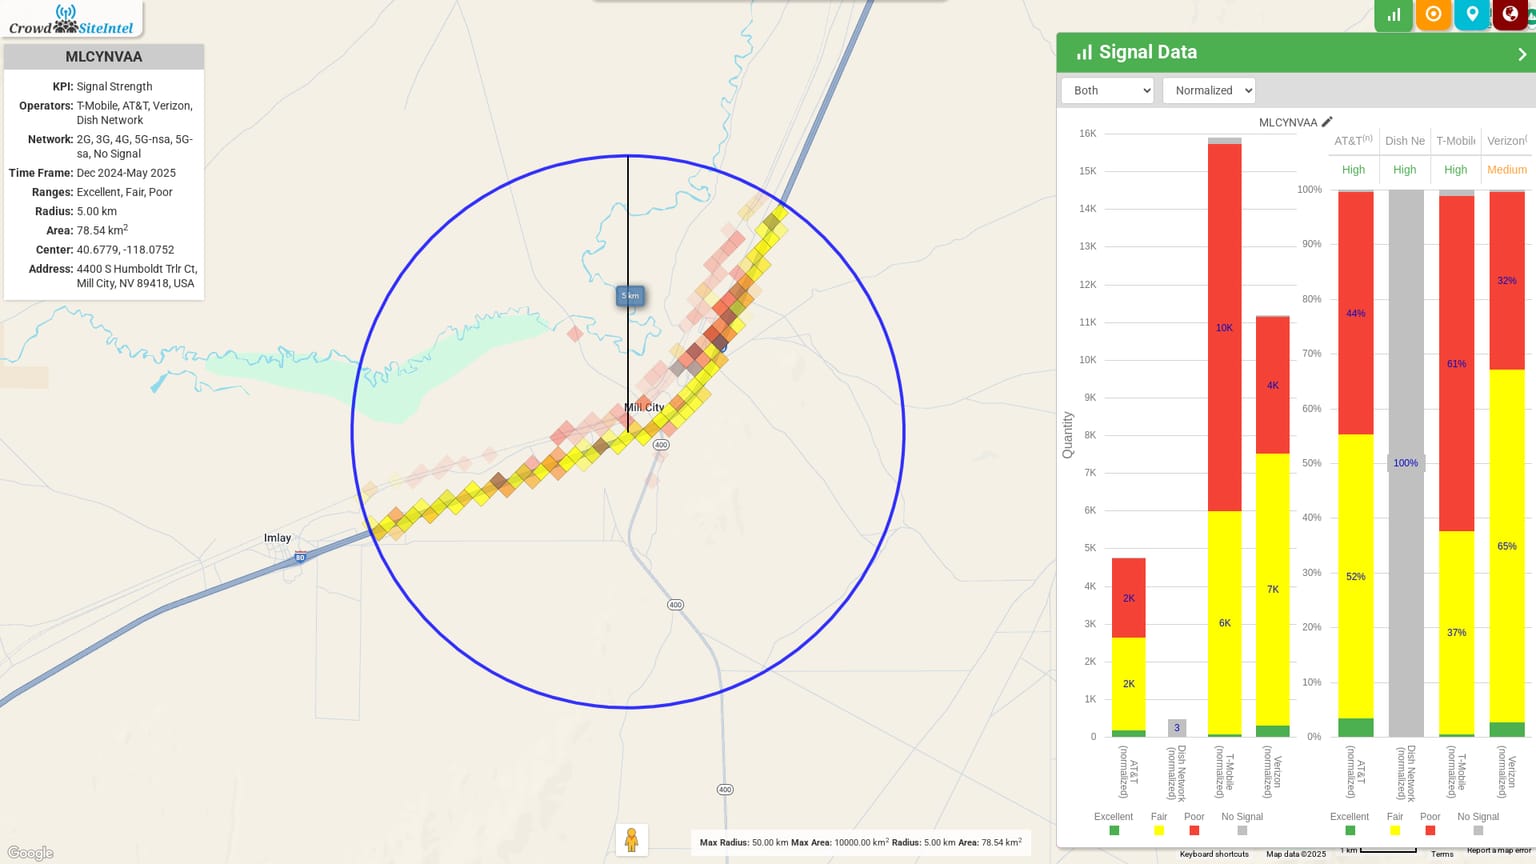 Crowd SiteIntel
MLCYNVAA
KPI: Signal Strength
Operators: T-Mobile, AT&T, Verizon,
Dish Network
Network: 2G, 3G, 4G, 5G-nsa, 5G-
sa, No Signal
Time Frame: Dec 2024-May 2025
Ranges: Excellent, Fair, Poor
Radius: 5.00 km
Area: 78.54 km²
Center: 40.6779, -118.0752
Address: 4400 S Humboldt Trlr Ct,
Mill City, NV 89418, USA
5 km
Mill City
400
Imlay
80
400
400
Google
Max Radius: 50.00 km Max Area: 10000.00 km² Radius: 5.00 km Area: 78.54 km²
Signal Data
Both
Normalized
MLCYNVAA
16K
15K
14K
13K
12K
11K
10K
9K
8K
7K
6K
5K
4K
3K
2K
1K
0
Quantity
2K
2K
3
10K
6K
4K
7K
AT&T (normalized)
Dish Network (normalized)
T-Mobile (normalized)
Verizon (normalized)
Excellent Fair Poor No Signal
AT&T(n) Dish Ne T-Mobile Verizon(
High High High Medium
100%
90%
80%
70%
60%
50%
40%
30%
20%
10%
0%
44%
52%
100%
61%
37%
32%
65%
AT&T (normalized)
Dish Network (normalized)
T-Mobile (normalized)
Verizon (normalized)
Excellent Fair Poor No Signal
Keyboard shortcuts Map data ©2025 1 km Terms Report a map error